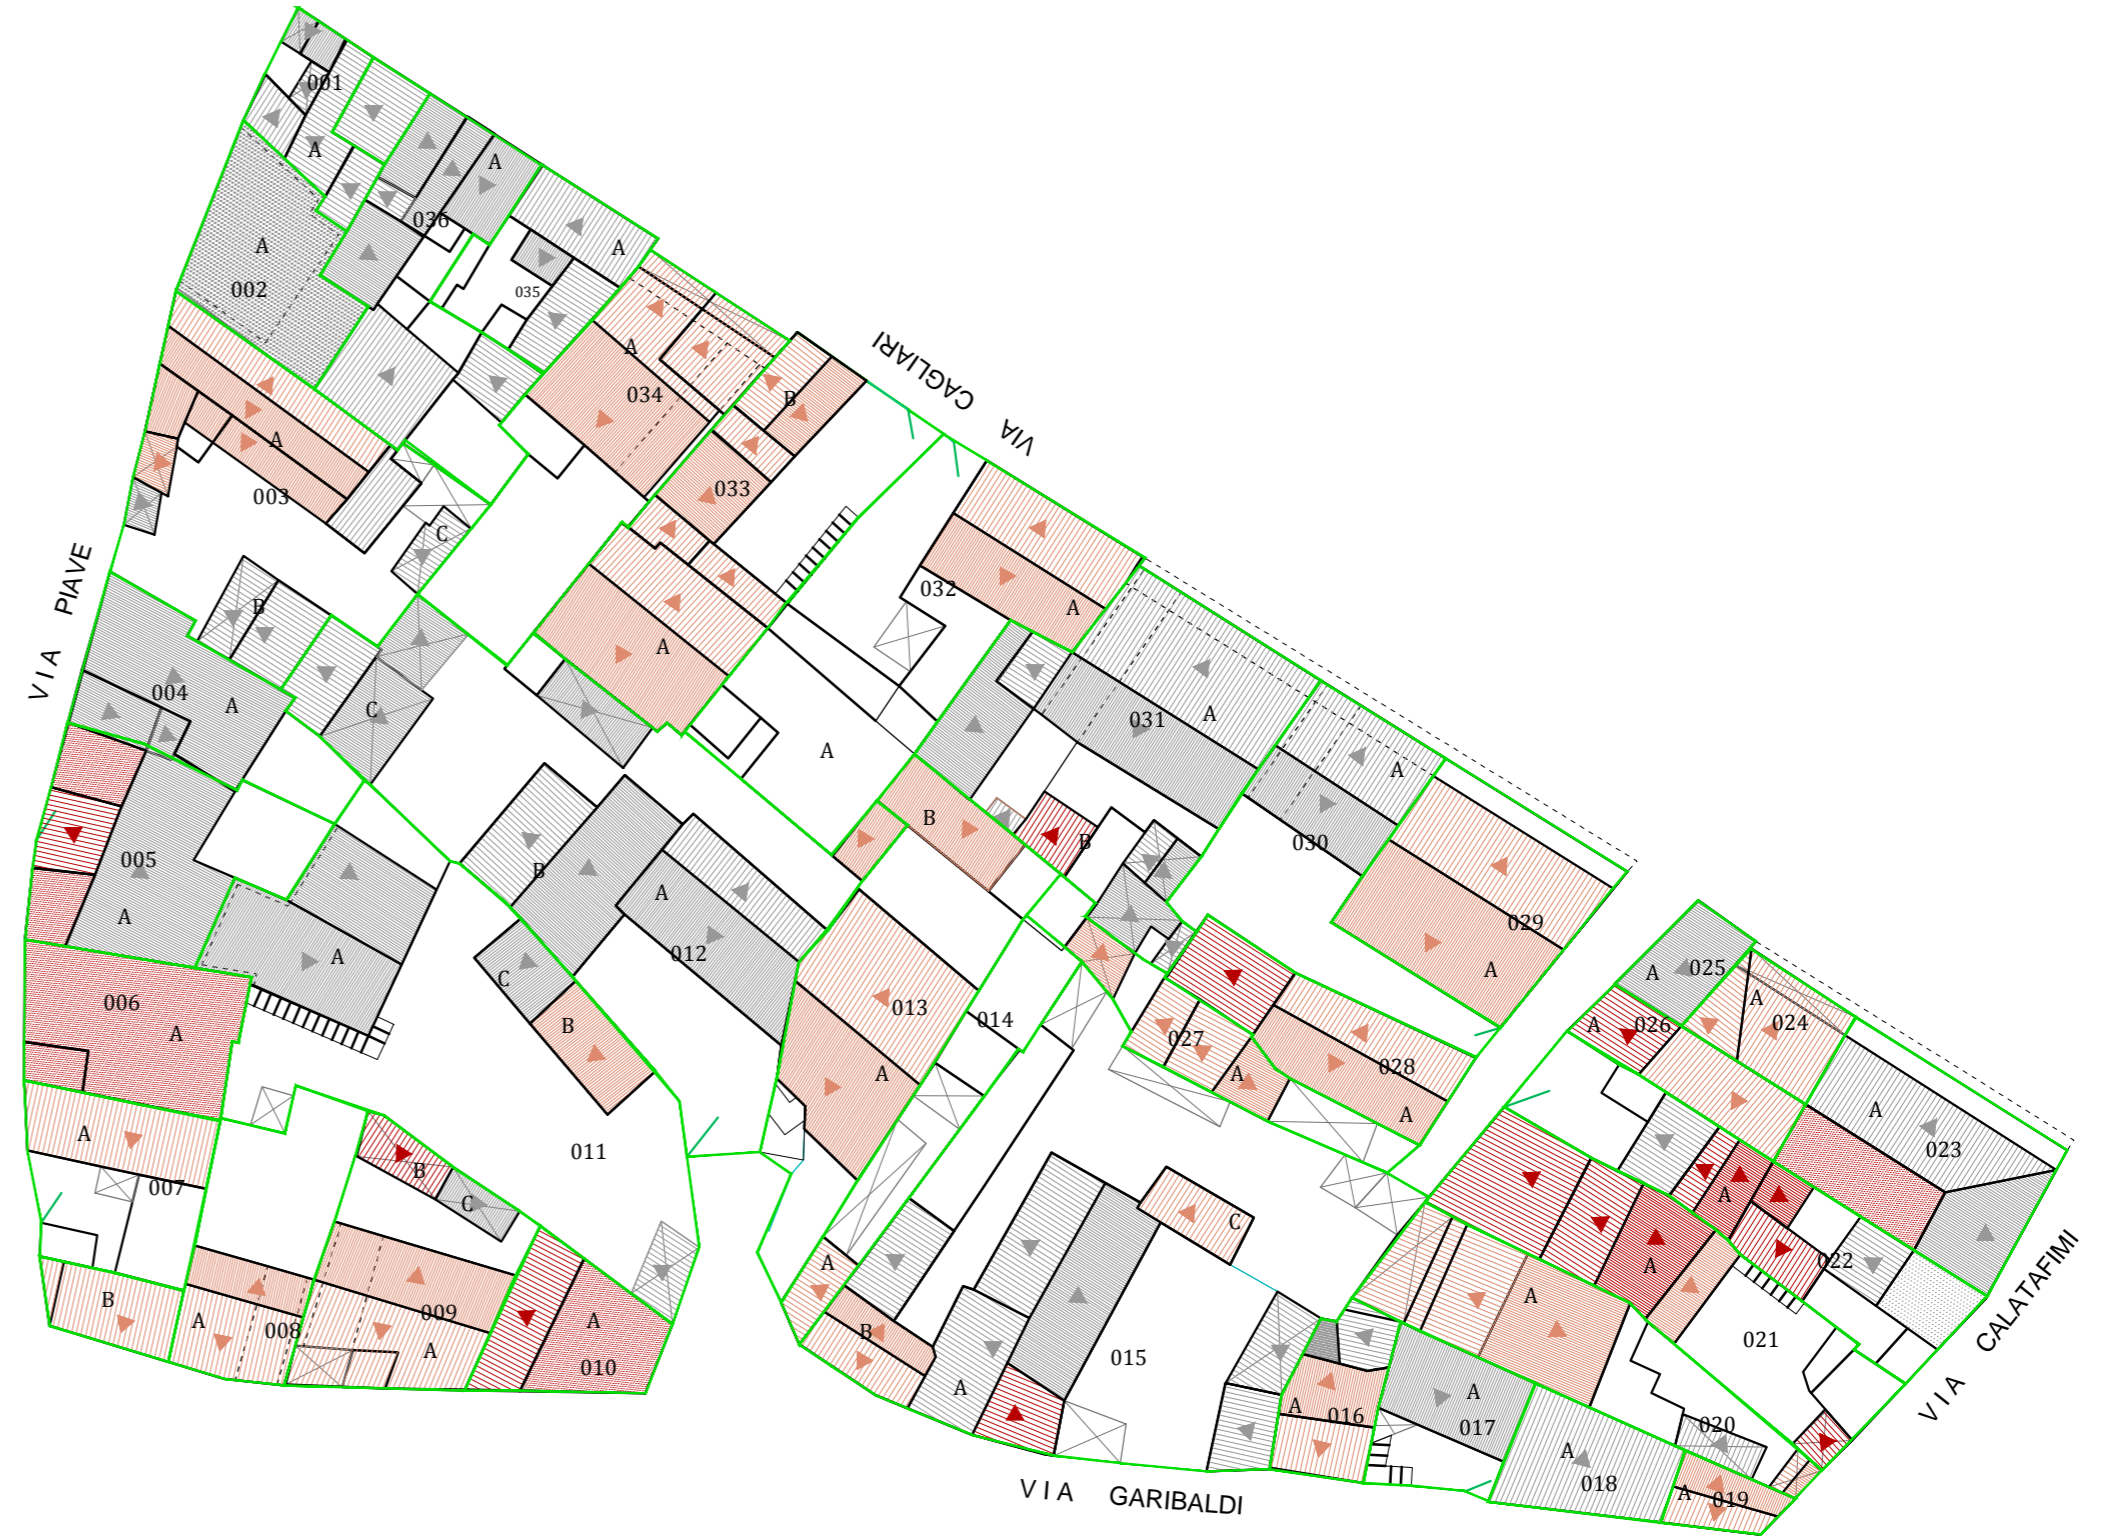 001
A
A
036
A
002
A
035
VIA CAGLIARI
A
034
B
A
003
033
C
VIA PIAVE
032
A
B
A
004
A
C
031
A
A
A
B
030
B
005
B
A
012
029
A
A
C
A
025
A
006
A
B
013
014
A
024
A
026
027
028
A
A
A
A
023
A
007
B
C
011
A
022
C
A
A
VIA CALATAFIMI
B
A
008
009
A
A
010
B
A
015
021
A
016
A
017
020
A
018
A
019
VIA GARIBALDI